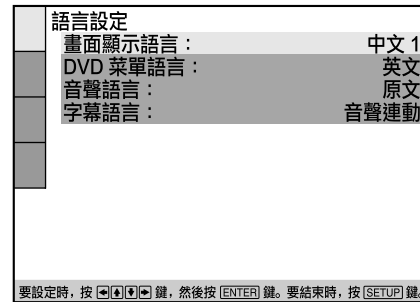 語言設定
畫面顯示語言： 中文 1
DVD 菜單語言： 英文
音聲語言： 原文
字幕語言： 音聲連動
要設定時，按 ←↑↓→ 鍵，然後按 ENTER 鍵。要結束時，按 SETUP 鍵。